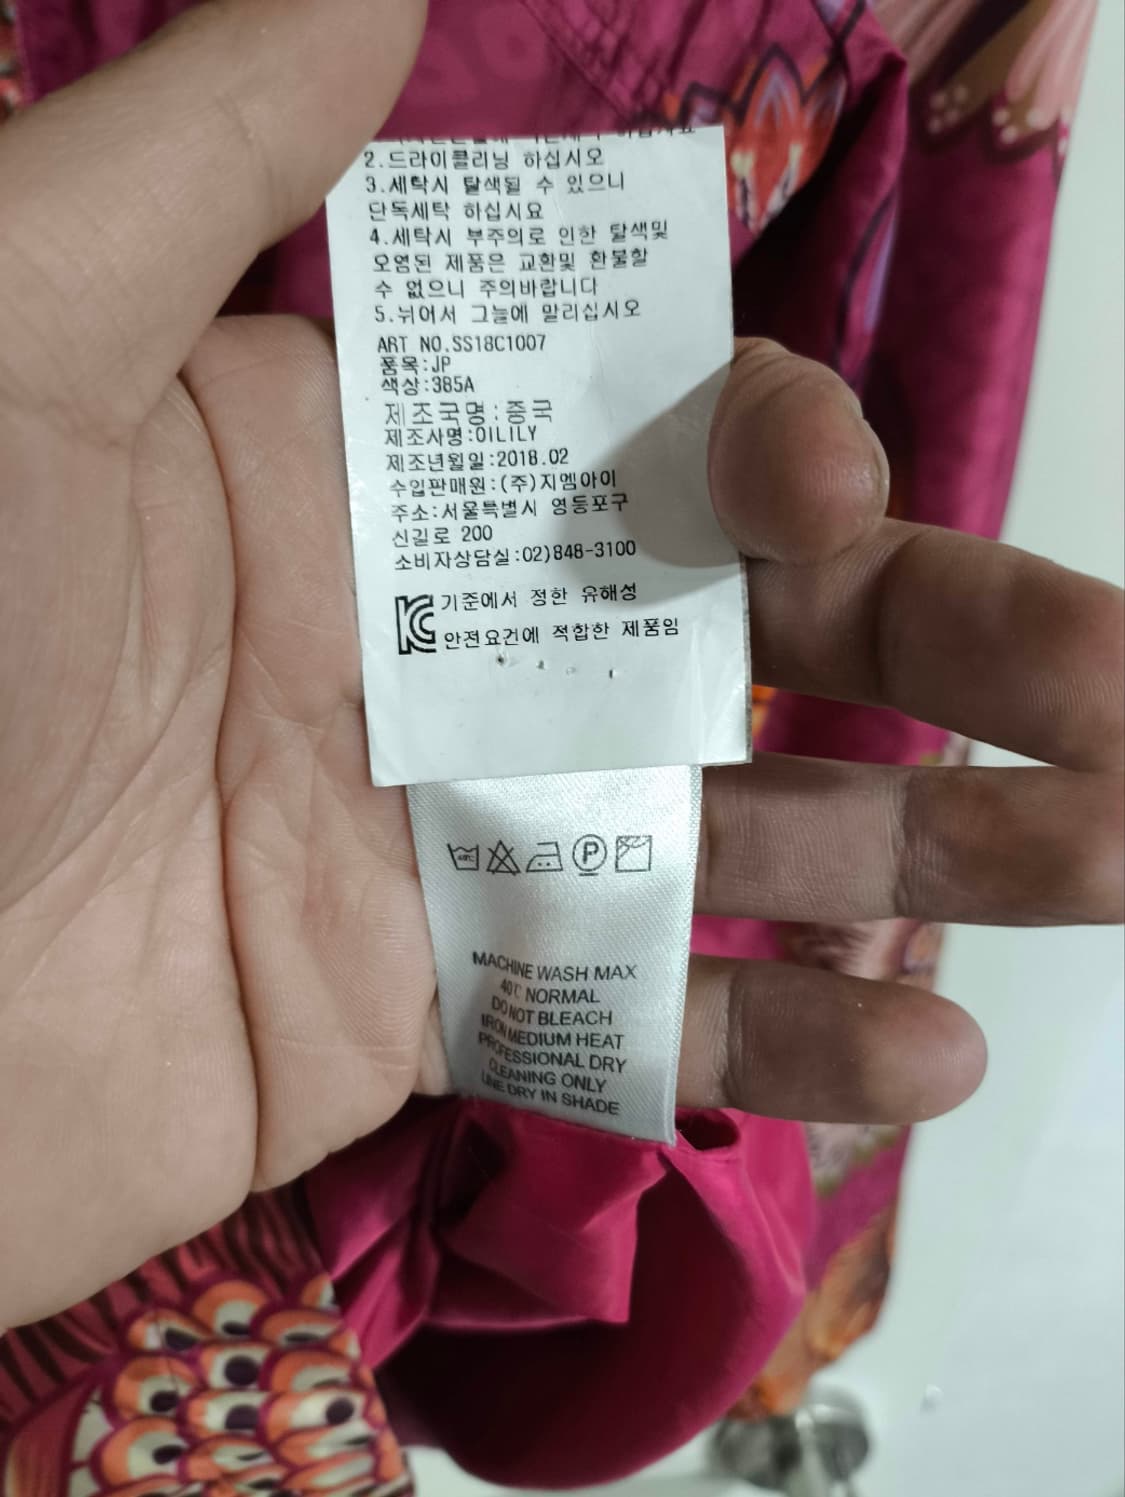 하십시요
2.드라이클리닝 하십시오
3.세탁시 탈색될 수 있으니
단독세탁 하십시요
4.세탁시 부주의로 인한 탈색및
오염된 제품은 교환및 환불할
수 없으니 주의바랍니다
5.뉘어서 그늘에 말리십시오
ART NO.SS18C1007
품목:JP
색상:385A
제조국명:중국
제조사명:OILILY
제조년월일:2018.02
수입판매원:(주)지엠아이
주소:서울특별시 영등포구
신길로 200
소비자상담실:02)848-3100
KC 기준에서 정한 유해성
안전요건에 적합한 제품임
40℃ P
MACHINE WASH MAX
40℃ NORMAL
DO NOT BLEACH
IRON MEDIUM HEAT
PROFESSIONAL DRY
CLEANING ONLY
LINE DRY IN SHADE